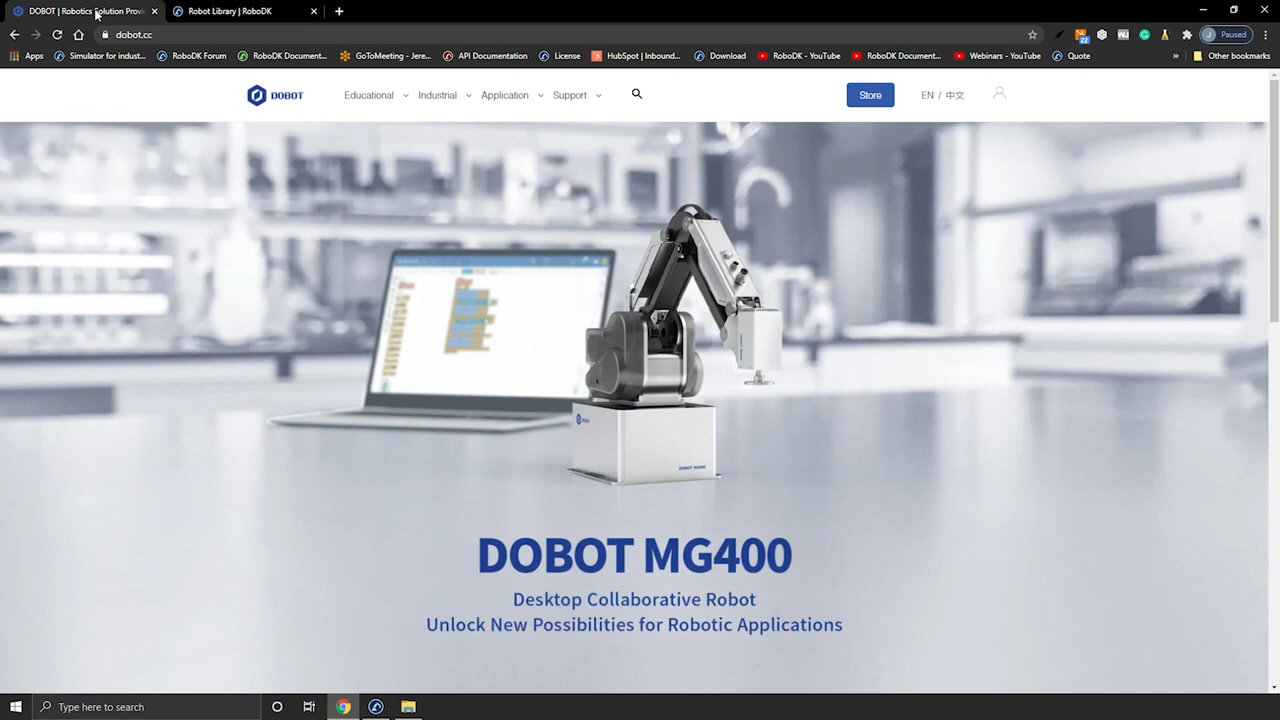 DOBOT | Robotics Solution Provi
Robot Library | RoboDK
dobot.cc
Paused
22
Apps
Simulator for indust...
RoboDK Forum
RoboDK Document...
GoToMeeting - Jere...
API Documentation
License
HubSpot | Inbound...
Download
RoboDK - YouTube
RoboDK Document...
Webinars - YouTube
Quote
»
Other bookmarks
DOBOT
Educational
Industrial
Application
Support
Store
EN / 中文
DOBOT MG400
DOBOT MG400
Desktop Collaborative Robot
Unlock New Possibilities for Robotic Applications
Type here to search